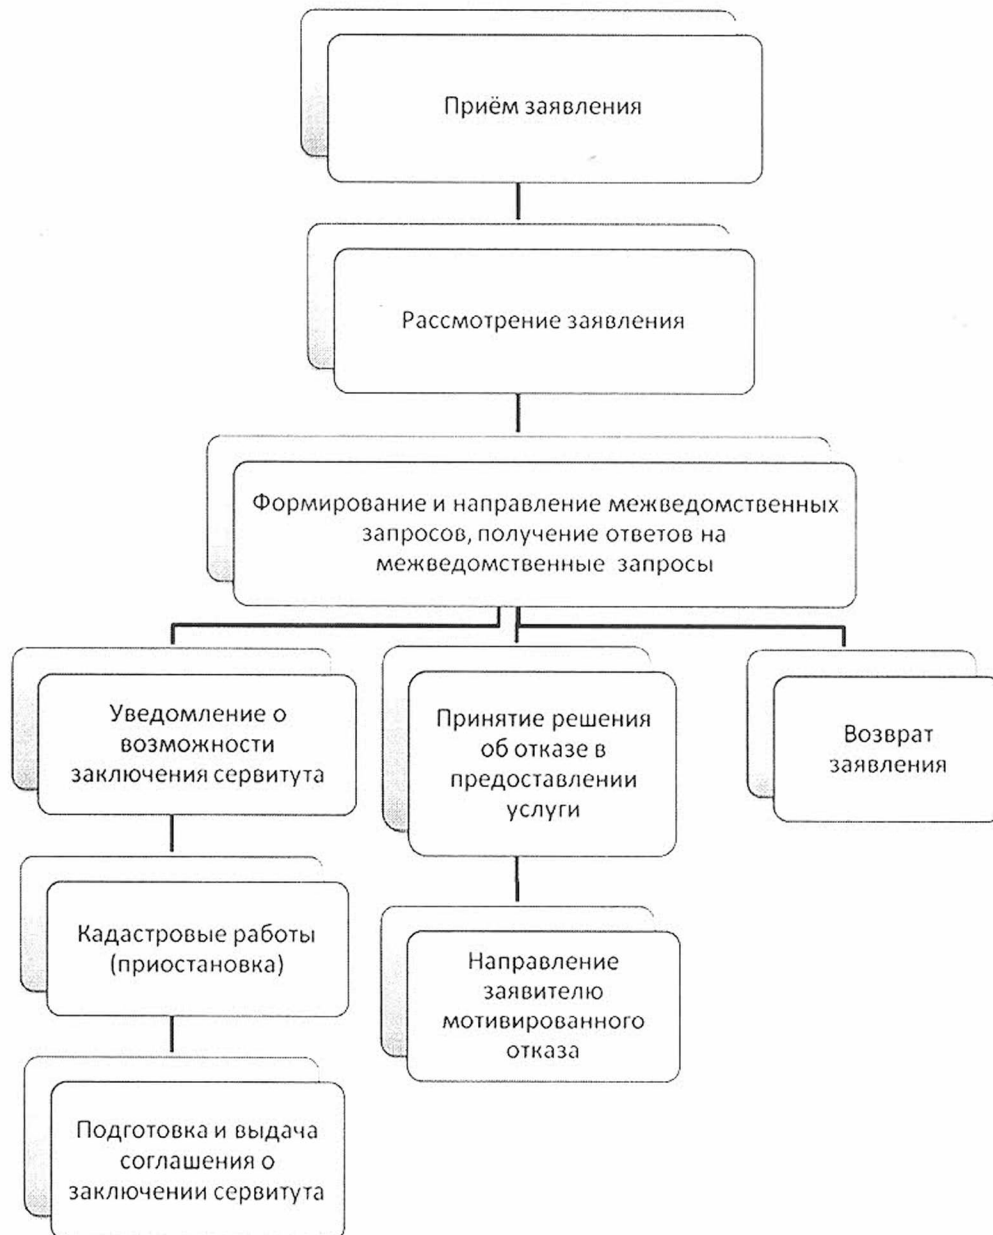 Приём заявления
Рассмотрение заявления
Формирование и направление межведомственных
запросов, получение ответов на
межведомственные запросы
Уведомление о
возможности
заключения сервитута
Принятие решения
об отказе в
предоставлении
услуги
Возврат
заявления
Кадастровые работы
(приостановка)
Направление
заявителю
мотивированного
отказа
Подготовка и выдача
соглашения о
заключении сервитута